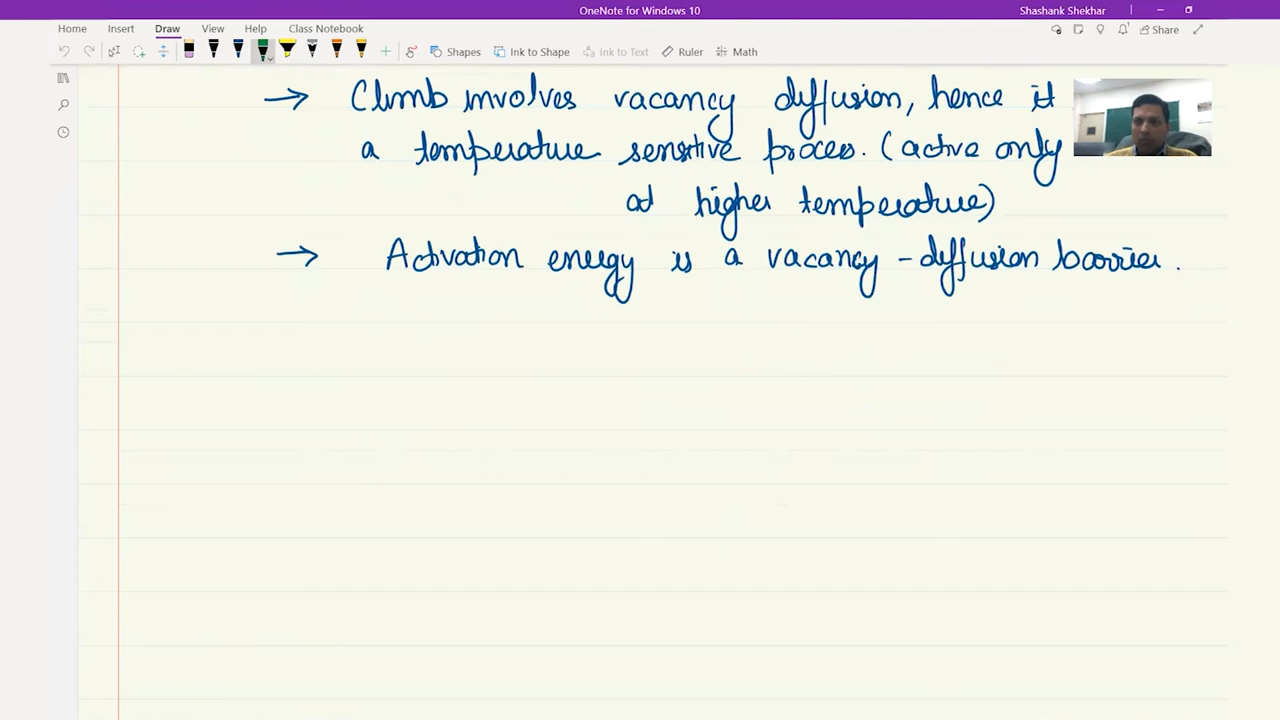 OneNote for Windows 10
Shashank Shekhar
Home Insert Draw View Help Class Notebook
Share
Shapes Ink to Shape Ink to Text Ruler Math
→ Climb involves vacancy diffusion, hence it
a temperature sensitive process. (active only
at higher temperature)
→ Activation energy is a vacancy - diffusion barrier.